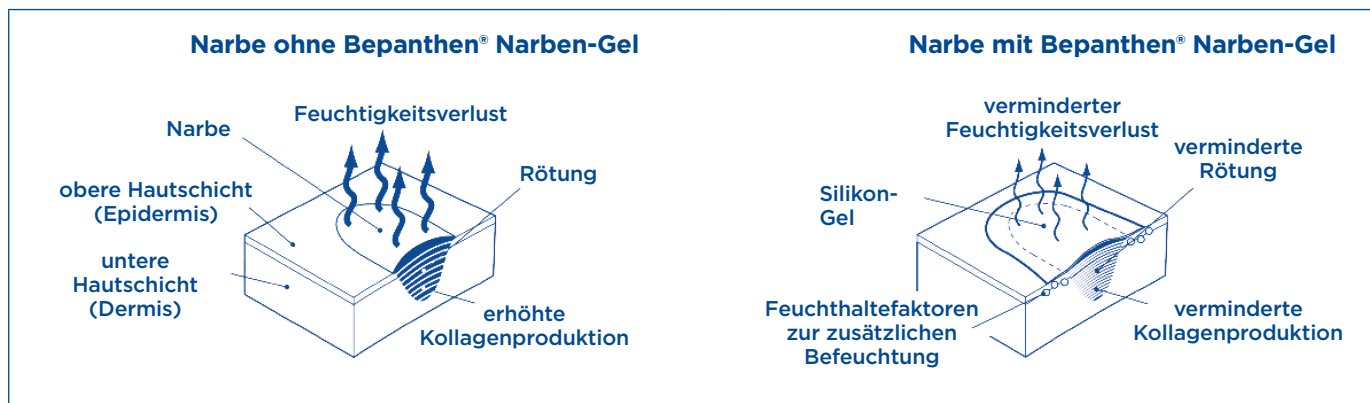 Narbe ohne Bepanthen® Narben-Gel
Feuchtigkeitsverlust
Narbe
Rötung
obere Hautschicht
(Epidermis)
untere
Hautschicht
(Dermis)
erhöhte
Kollagenproduktion
Narbe mit Bepanthen® Narben-Gel
verminderter
Feuchtigkeitsverlust
verminderte
Rötung
Silikon-
Gel
Feuchthaltefaktoren
zur zusätzlichen
Befeuchtung
verminderte
Kollagenproduktion